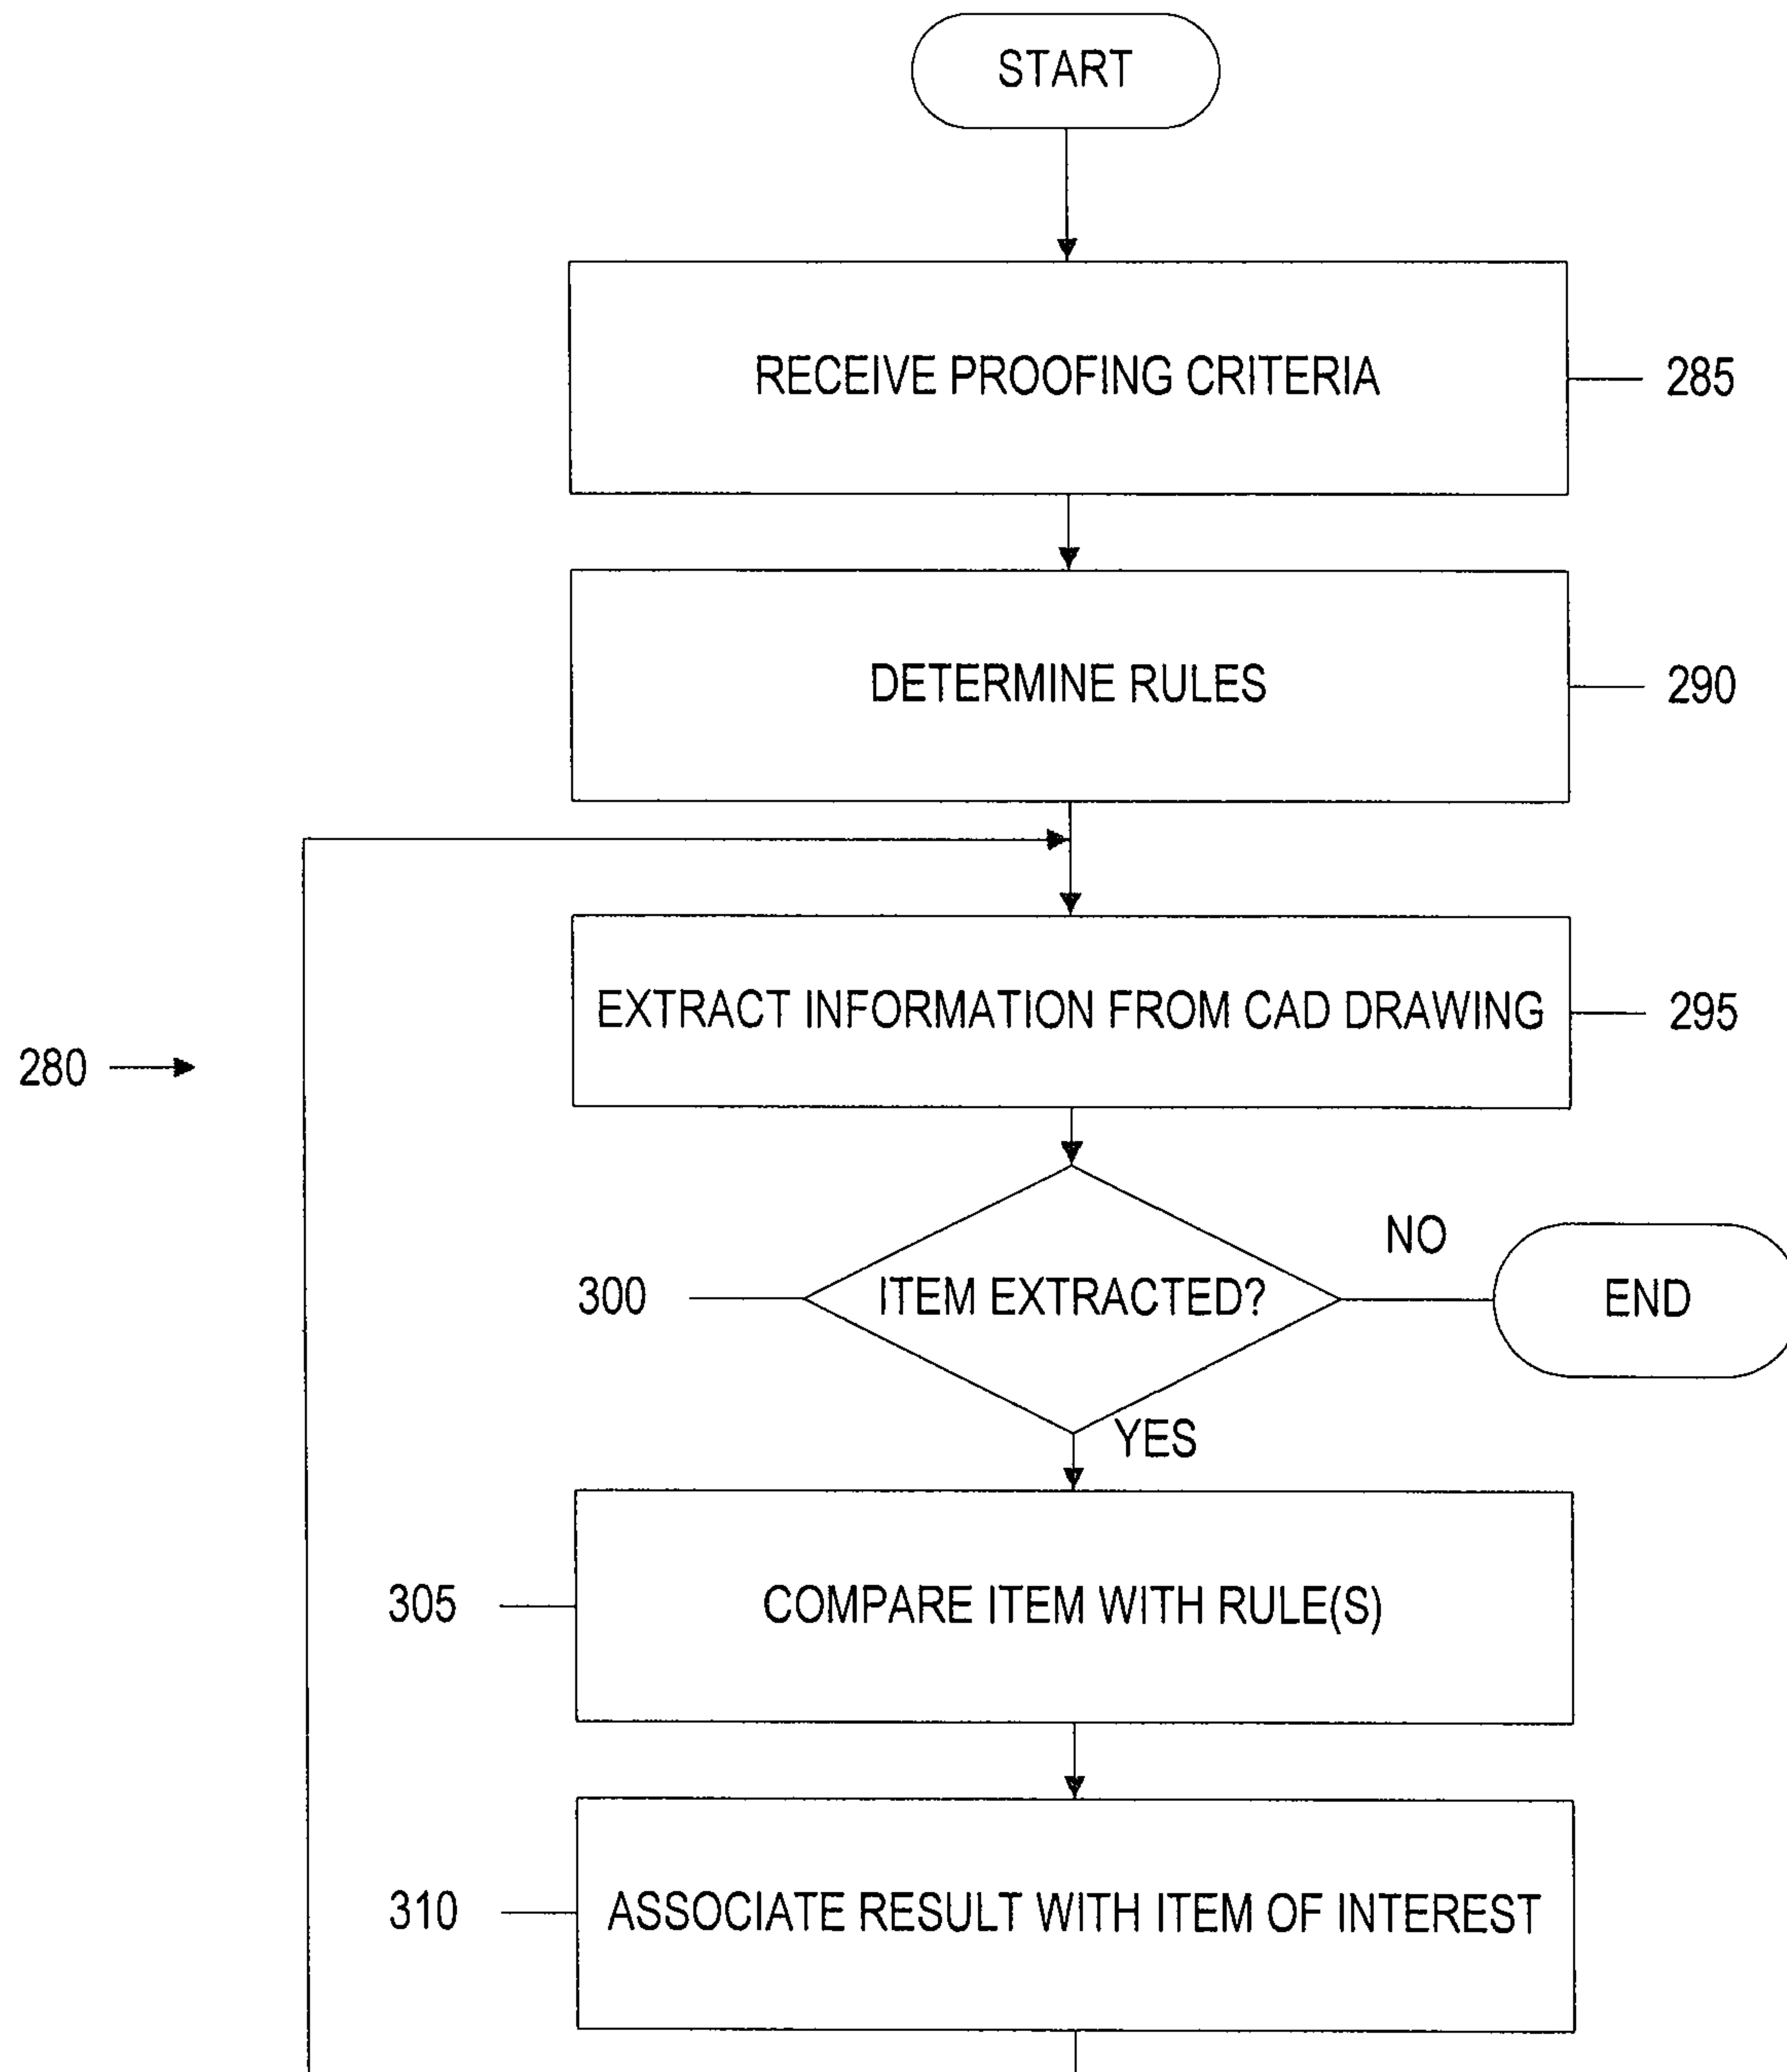 START
RECEIVE PROOFING CRITERIA
285
DETERMINE RULES
290
EXTRACT INFORMATION FROM CAD DRAWING
295
280
NO
300
ITEM EXTRACTED?
END
YES
305
COMPARE ITEM WITH RULE(S)
310
ASSOCIATE RESULT WITH ITEM OF INTEREST